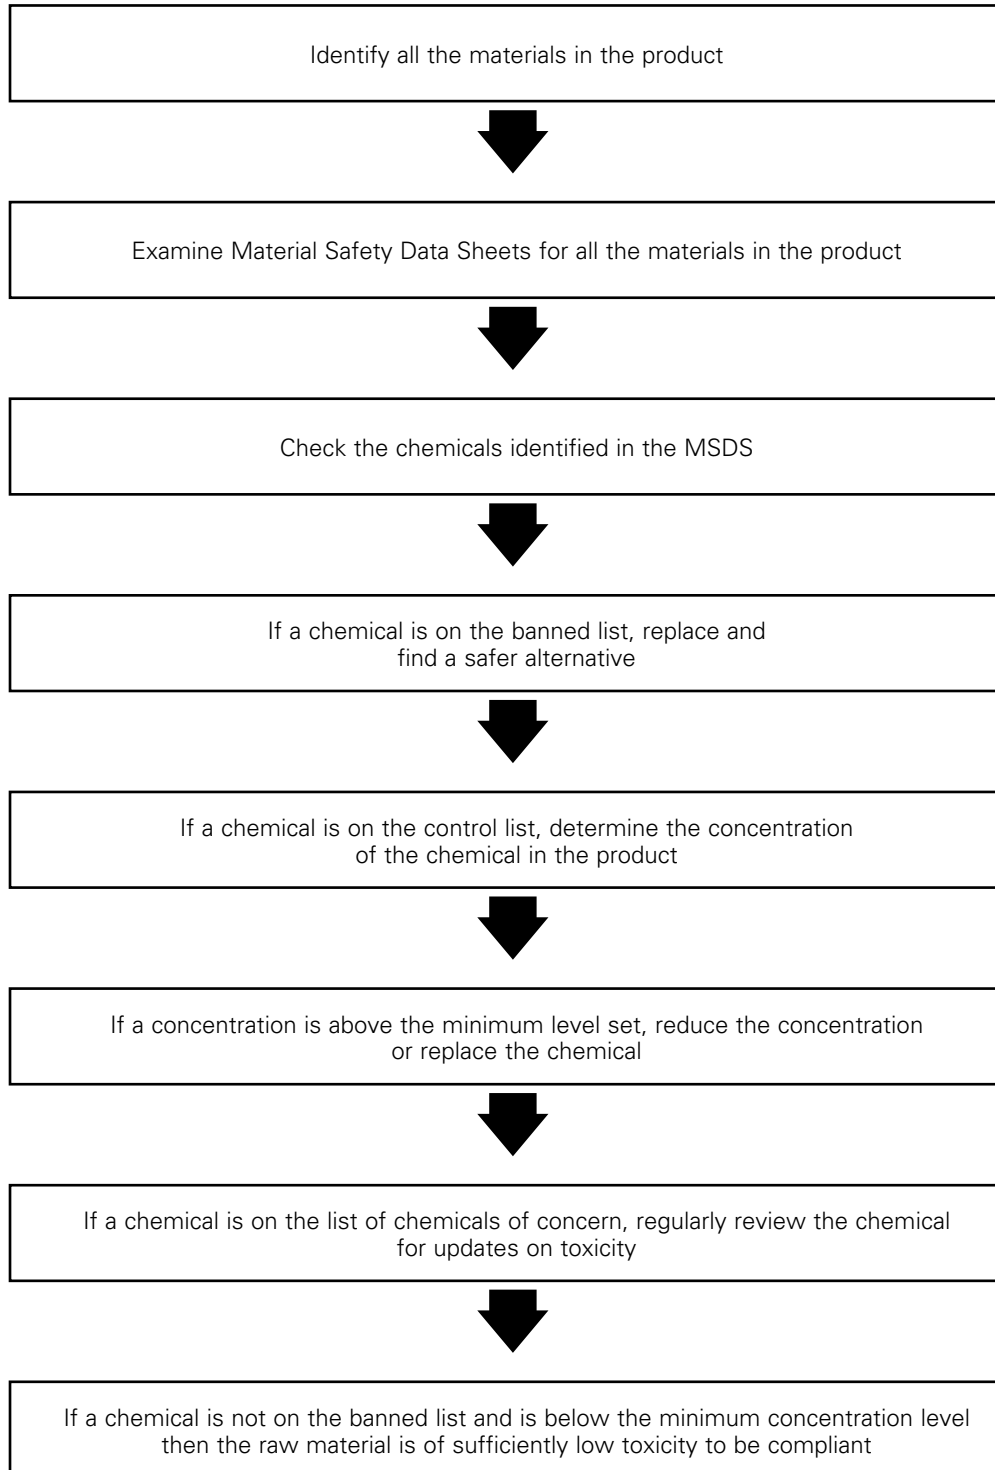 Identify all the materials in the product
Examine Material Safety Data Sheets for all the materials in the product
Check the chemicals identified in the MSDS
If a chemical is on the banned list, replace and
find a safer alternative
If a chemical is on the control list, determine the concentration
of the chemical in the product
If a concentration is above the minimum level set, reduce the concentration
or replace the chemical
If a chemical is on the list of chemicals of concern, regularly review the chemical
for updates on toxicity
If a chemical is not on the banned list and is below the minimum concentration level
then the raw material is of sufficiently low toxicity to be compliant